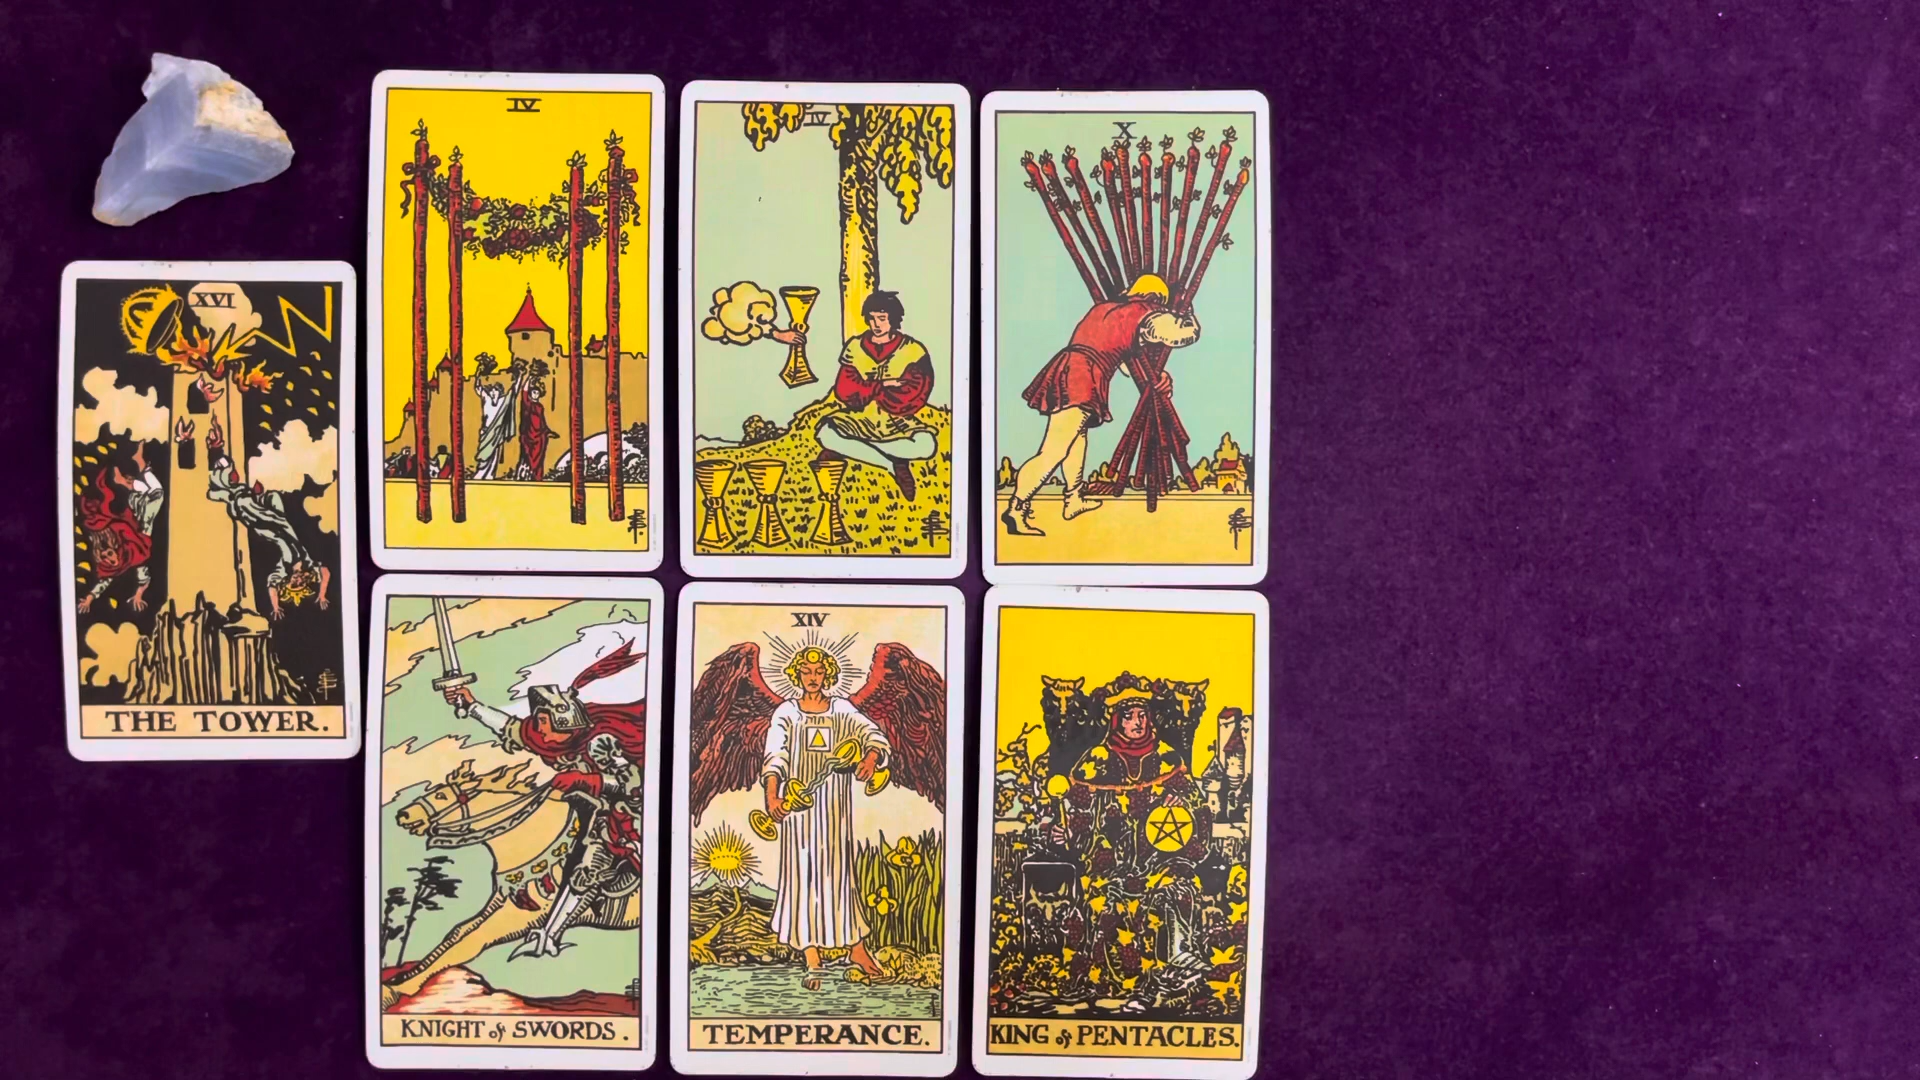 XVI
THE TOWER.
IV
IV
X
KNIGHT of SWORDS.
XIV
TEMPERANCE.
KING of PENTACLES.